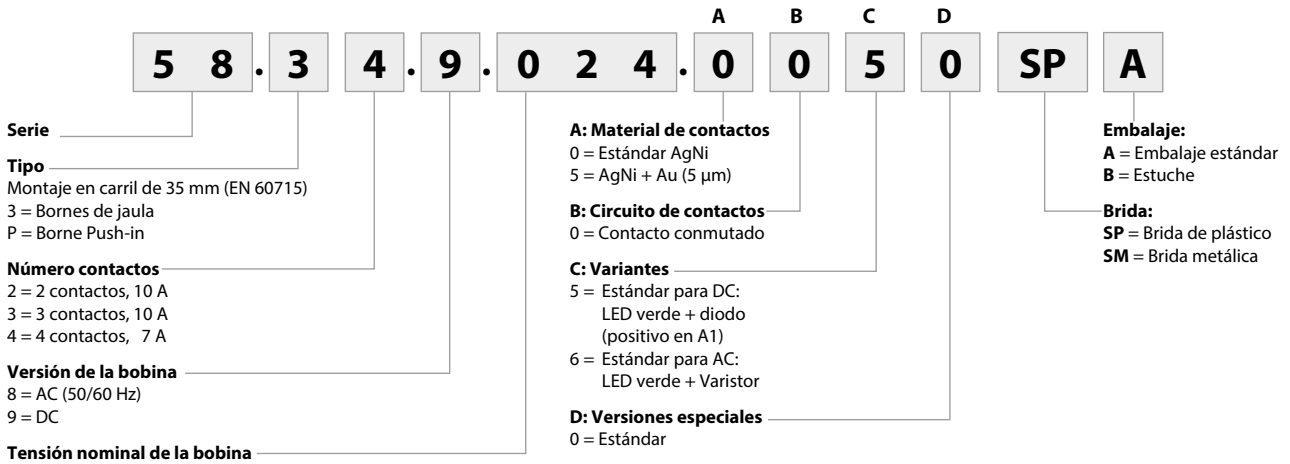 A B C D
5 8 . 3 4 . 9 . 0 2 4 . 0 0 5 0 SP A
Serie
Tipo
Montaje en carril de 35 mm (EN 60715)
3 = Bornes de jaula
P = Borne Push-in
Número contactos
2 = 2 contactos, 10 A
3 = 3 contactos, 10 A
4 = 4 contactos, 7 A
Versión de la bobina
8 = AC (50/60 Hz)
9 = DC
Tensión nominal de la bobina
A: Material de contactos
0 = Estándar AgNi
5 = AgNi + Au (5 μm)
B: Circuito de contactos
0 = Contacto conmutado
C: Variantes
5 = Estándar para DC:
LED verde + diodo
(positivo en A1)
6 = Estándar para AC:
LED verde + Varistor
D: Versiones especiales
0 = Estándar
Embalaje:
A = Embalaje estándar
B = Estuche
Brida:
SP = Brida de plástico
SM = Brida metálica